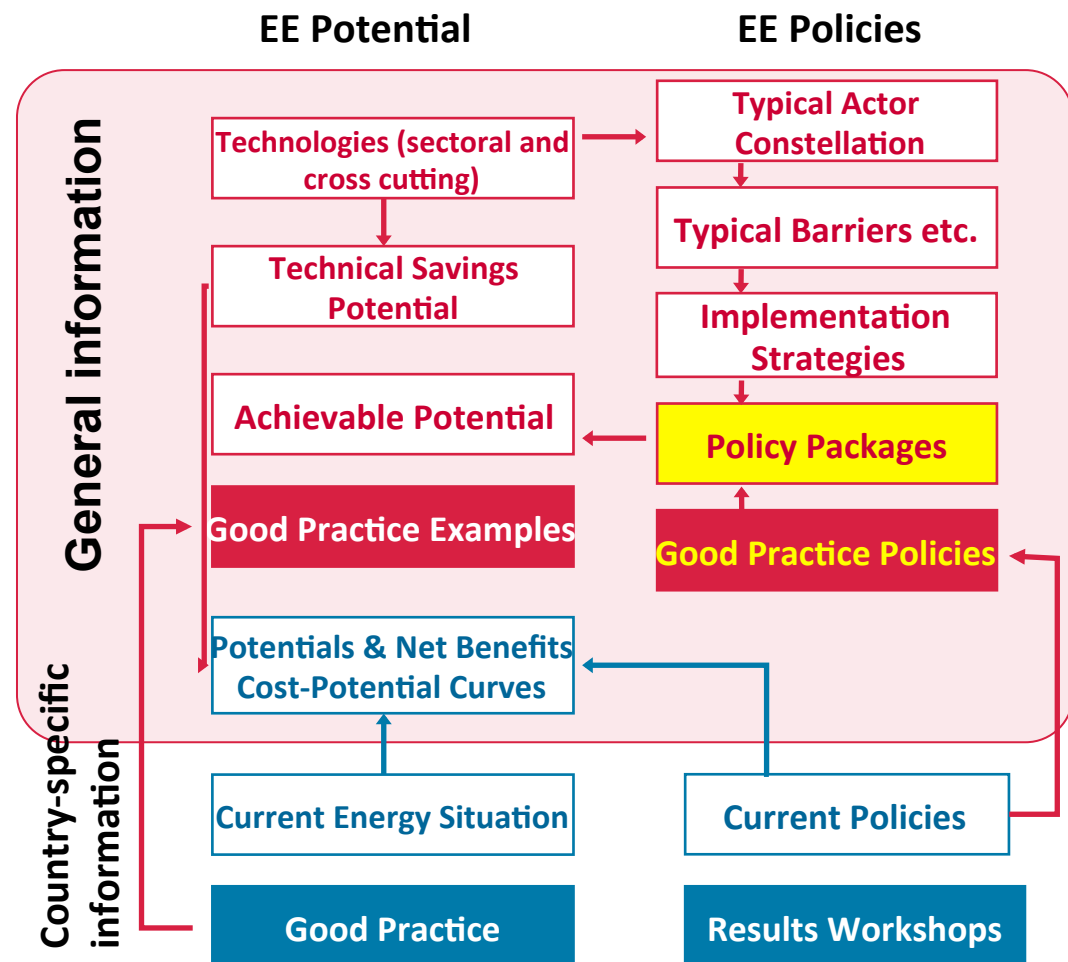 EE Potential
EE Policies
General information
Country-specific
information
Technologies (sectoral and
cross cutting)
Technical Savings
Potential
Achievable Potential
Good Practice Examples
Potentials & Net Benefits
Cost-Potential Curves
Current Energy Situation
Good Practice
Typical Actor
Constellation
Typical Barriers etc.
Implementation
Strategies
Policy Packages
Good Practice Policies
Current Policies
Results Workshops